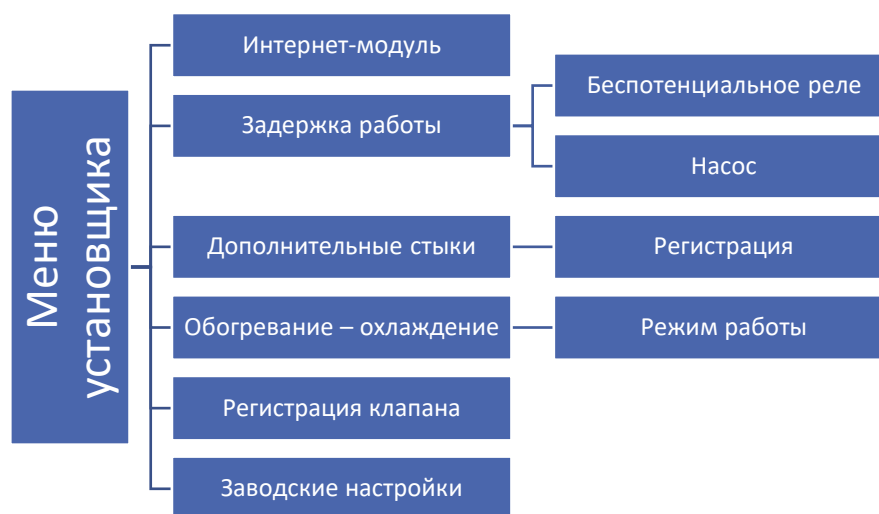 Меню
установщика
Интернет-модуль
Задержка работы
Беспотенциальное реле
Насос
Дополнительные стыки
Регистрация
Обогревание – охлаждение
Режим работы
Регистрация клапана
Заводские настройки